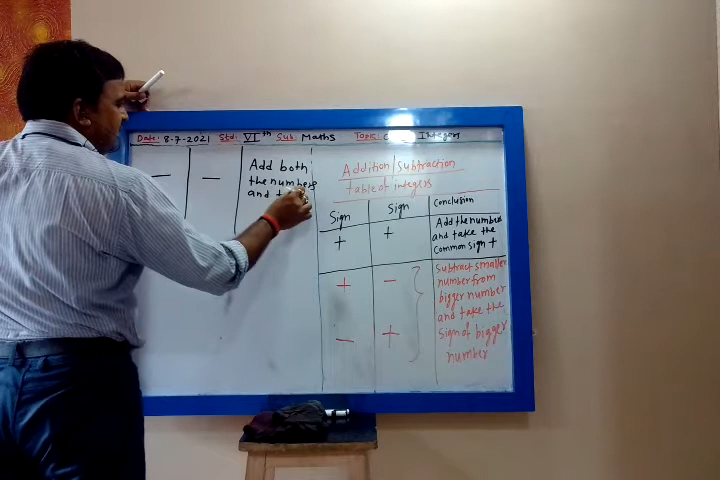 Date: 8-7-2021 Std: VIth Sub: Maths Topic: Integers
— — Add both
the numbers
and
Addition/Subtraction
table of integers
Sign Sign Conclusion
+ + Add the number
and take the
common sign +
+ — Subtract smaller
number from
bigger number
and take the
— + sign of bigger
number